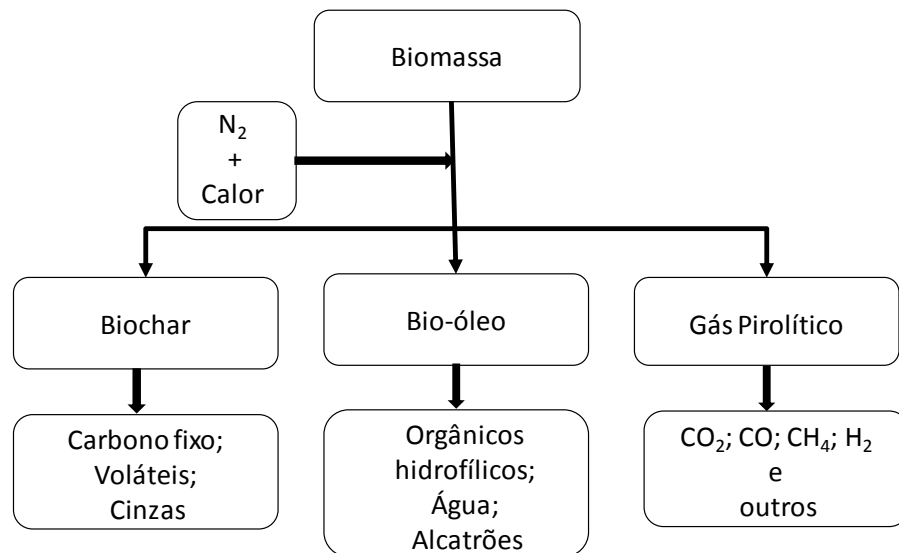 Biomassa
N₂
+
Calor
Biochar
Bio-óleo
Gás Pirolítico
Carbono fixo;
Voláteis;
Cinzas
Orgânicos
hidrofílicos;
Água;
Alcatrões
CO₂; CO; CH₄; H₂
e
outros